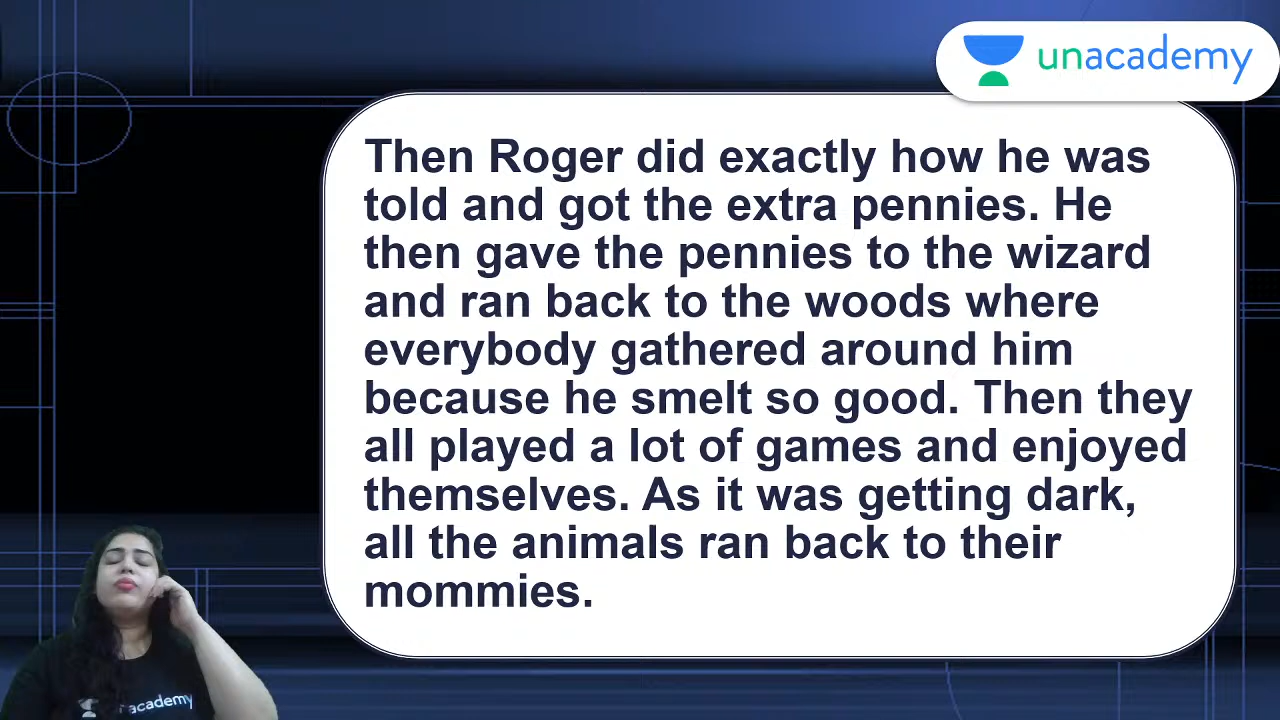 unacademy
Then Roger did exactly how he was
told and got the extra pennies. He
then gave the pennies to the wizard
and ran back to the woods where
everybody gathered around him
because he smelt so good. Then they
all played a lot of games and enjoyed
themselves. As it was getting dark,
all the animals ran back to their
mommies.
unacademy